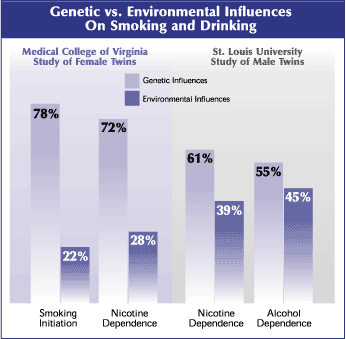 Genetic vs. Environmental Influences
On Smoking and Drinking
Medical College of Virginia
Study of Female Twins
St. Louis University
Study of Male Twins
Genetic Influences
Environmental Influences
78%
22%
72%
28%
61%
39%
55%
45%
Smoking
Initiation
Nicotine
Dependence
Nicotine
Dependence
Alcohol
Dependence